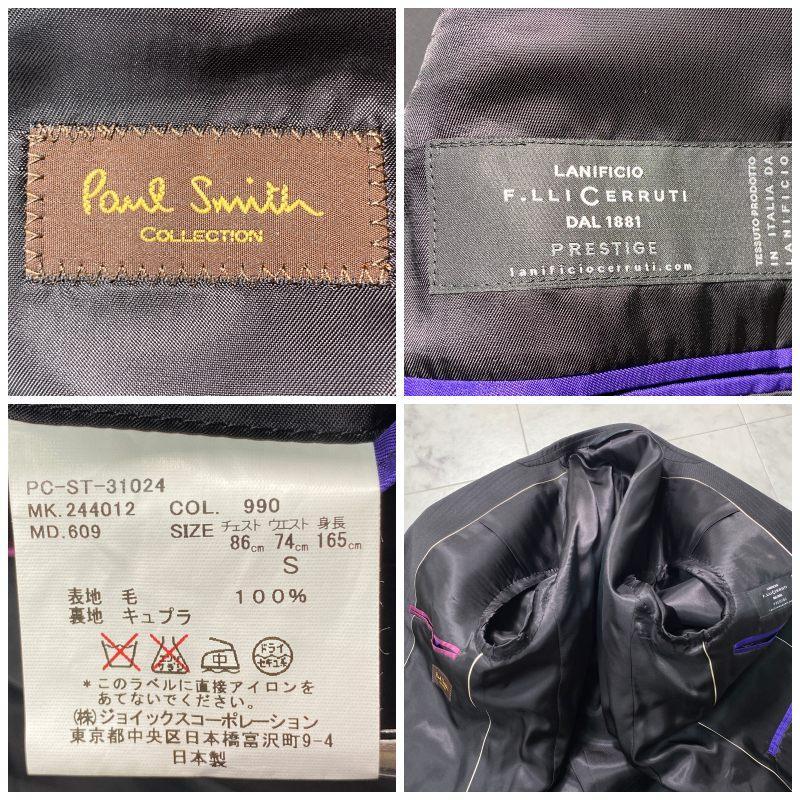 Paul Smith
COLLECTION
LANIFICIO
F.LLI CERRUTI
DAL 1881
PRESTIGE
lanificiocerruti.com
TESSUTO PRODOTTO
IN ITALIA DA
LANIFICIO
PC-ST-31024
MK.244012 COL. 990
MD.609 SIZE チェスト ウエスト 身長
86cm 74cm 165cm
S
表地 毛 100%
裏地 キュプラ
中
ドライ
セキユ系
*このラベルに直接アイロンを
あてないでください。
(株)ジョイックスコーポレーション
東京都中央区日本橋富沢町9-4
日本製
F.LLI CERRUTI